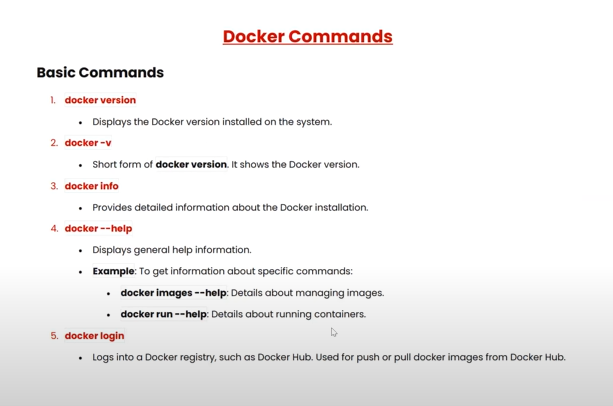 Docker Commands
Basic Commands
1. docker version
• Displays the Docker version installed on the system.
2. docker -v
• Short form of docker version. It shows the Docker version.
3. docker info
• Provides detailed information about the Docker installation.
4. docker --help
• Displays general help information.
• Example: To get information about specific commands:
• docker images --help: Details about managing images.
• docker run --help: Details about running containers.
5. docker login
• Logs into a Docker registry, such as Docker Hub. Used for push or pull docker images from Docker Hub.